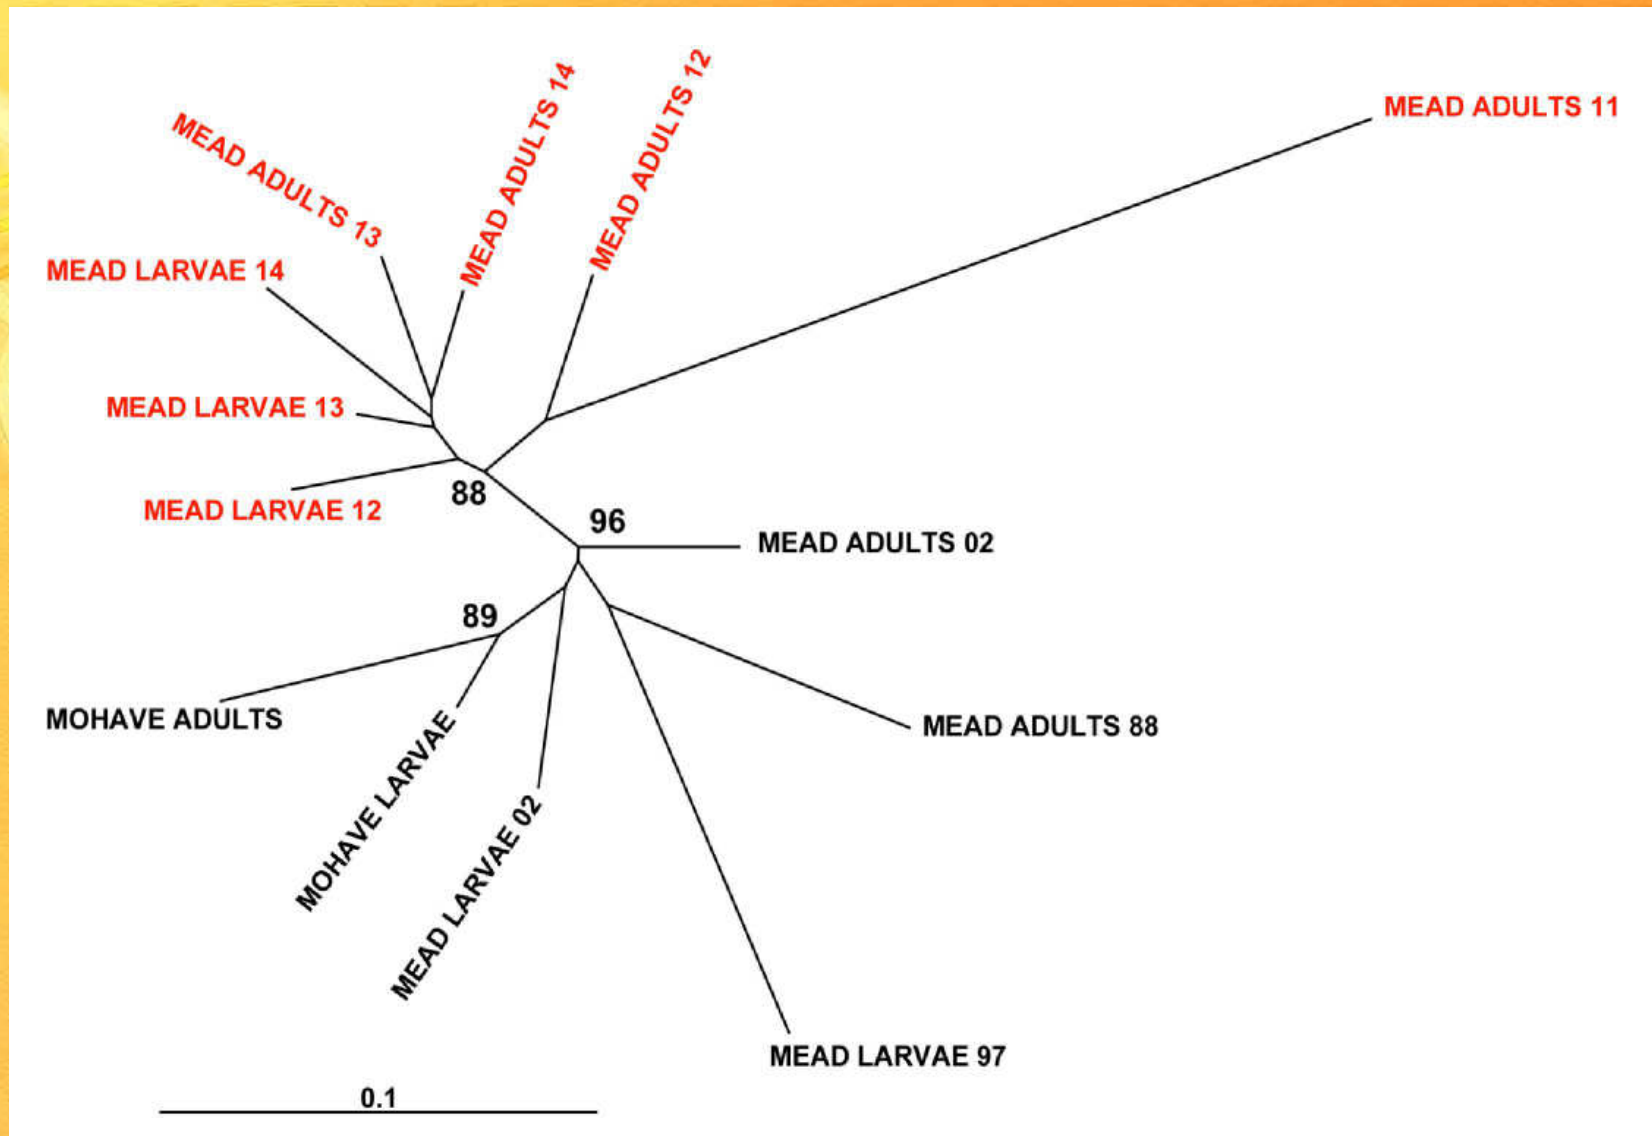 MEAD ADULTS 14
MEAD ADULTS 12
MEAD ADULTS 11
MEAD ADULTS 13
MEAD LARVAE 14
MEAD LARVAE 13
88
MEAD LARVAE 12
96
MEAD ADULTS 02
89
MOHAVE ADULTS
MEAD ADULTS 88
MOHAVE LARVAE
MEAD LARVAE 02
MEAD LARVAE 97
0.1